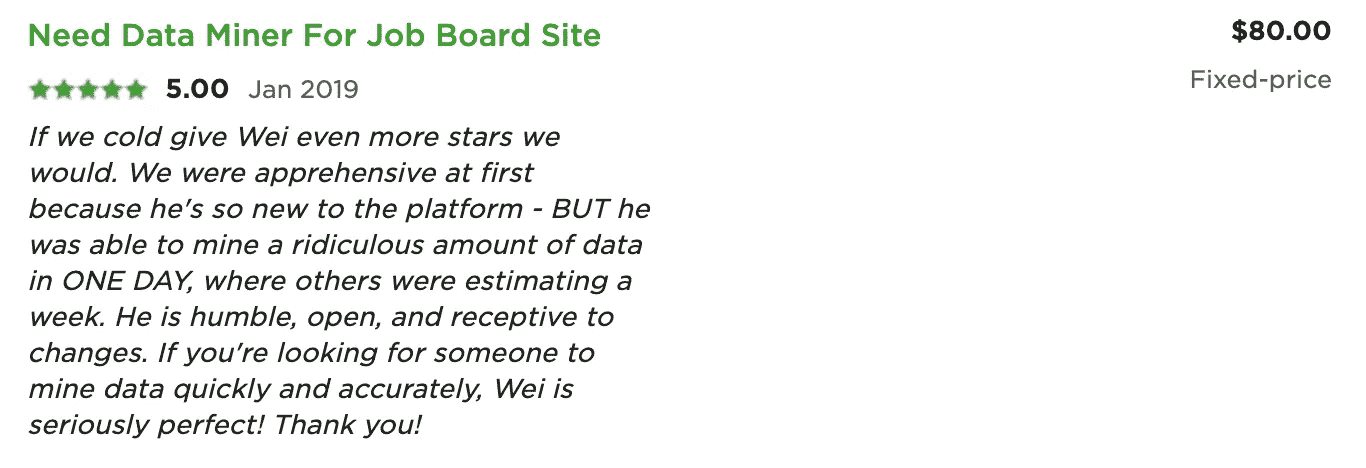 Need Data Miner For Job Board Site
$80.00
5.00 Jan 2019
Fixed-price
If we cold give Wei even more stars we
would. We were apprehensive at first
because he's so new to the platform - BUT he
was able to mine a ridiculous amount of data
in ONE DAY, where others were estimating a
week. He is humble, open, and receptive to
changes. If you're looking for someone to
mine data quickly and accurately, Wei is
seriously perfect! Thank you!